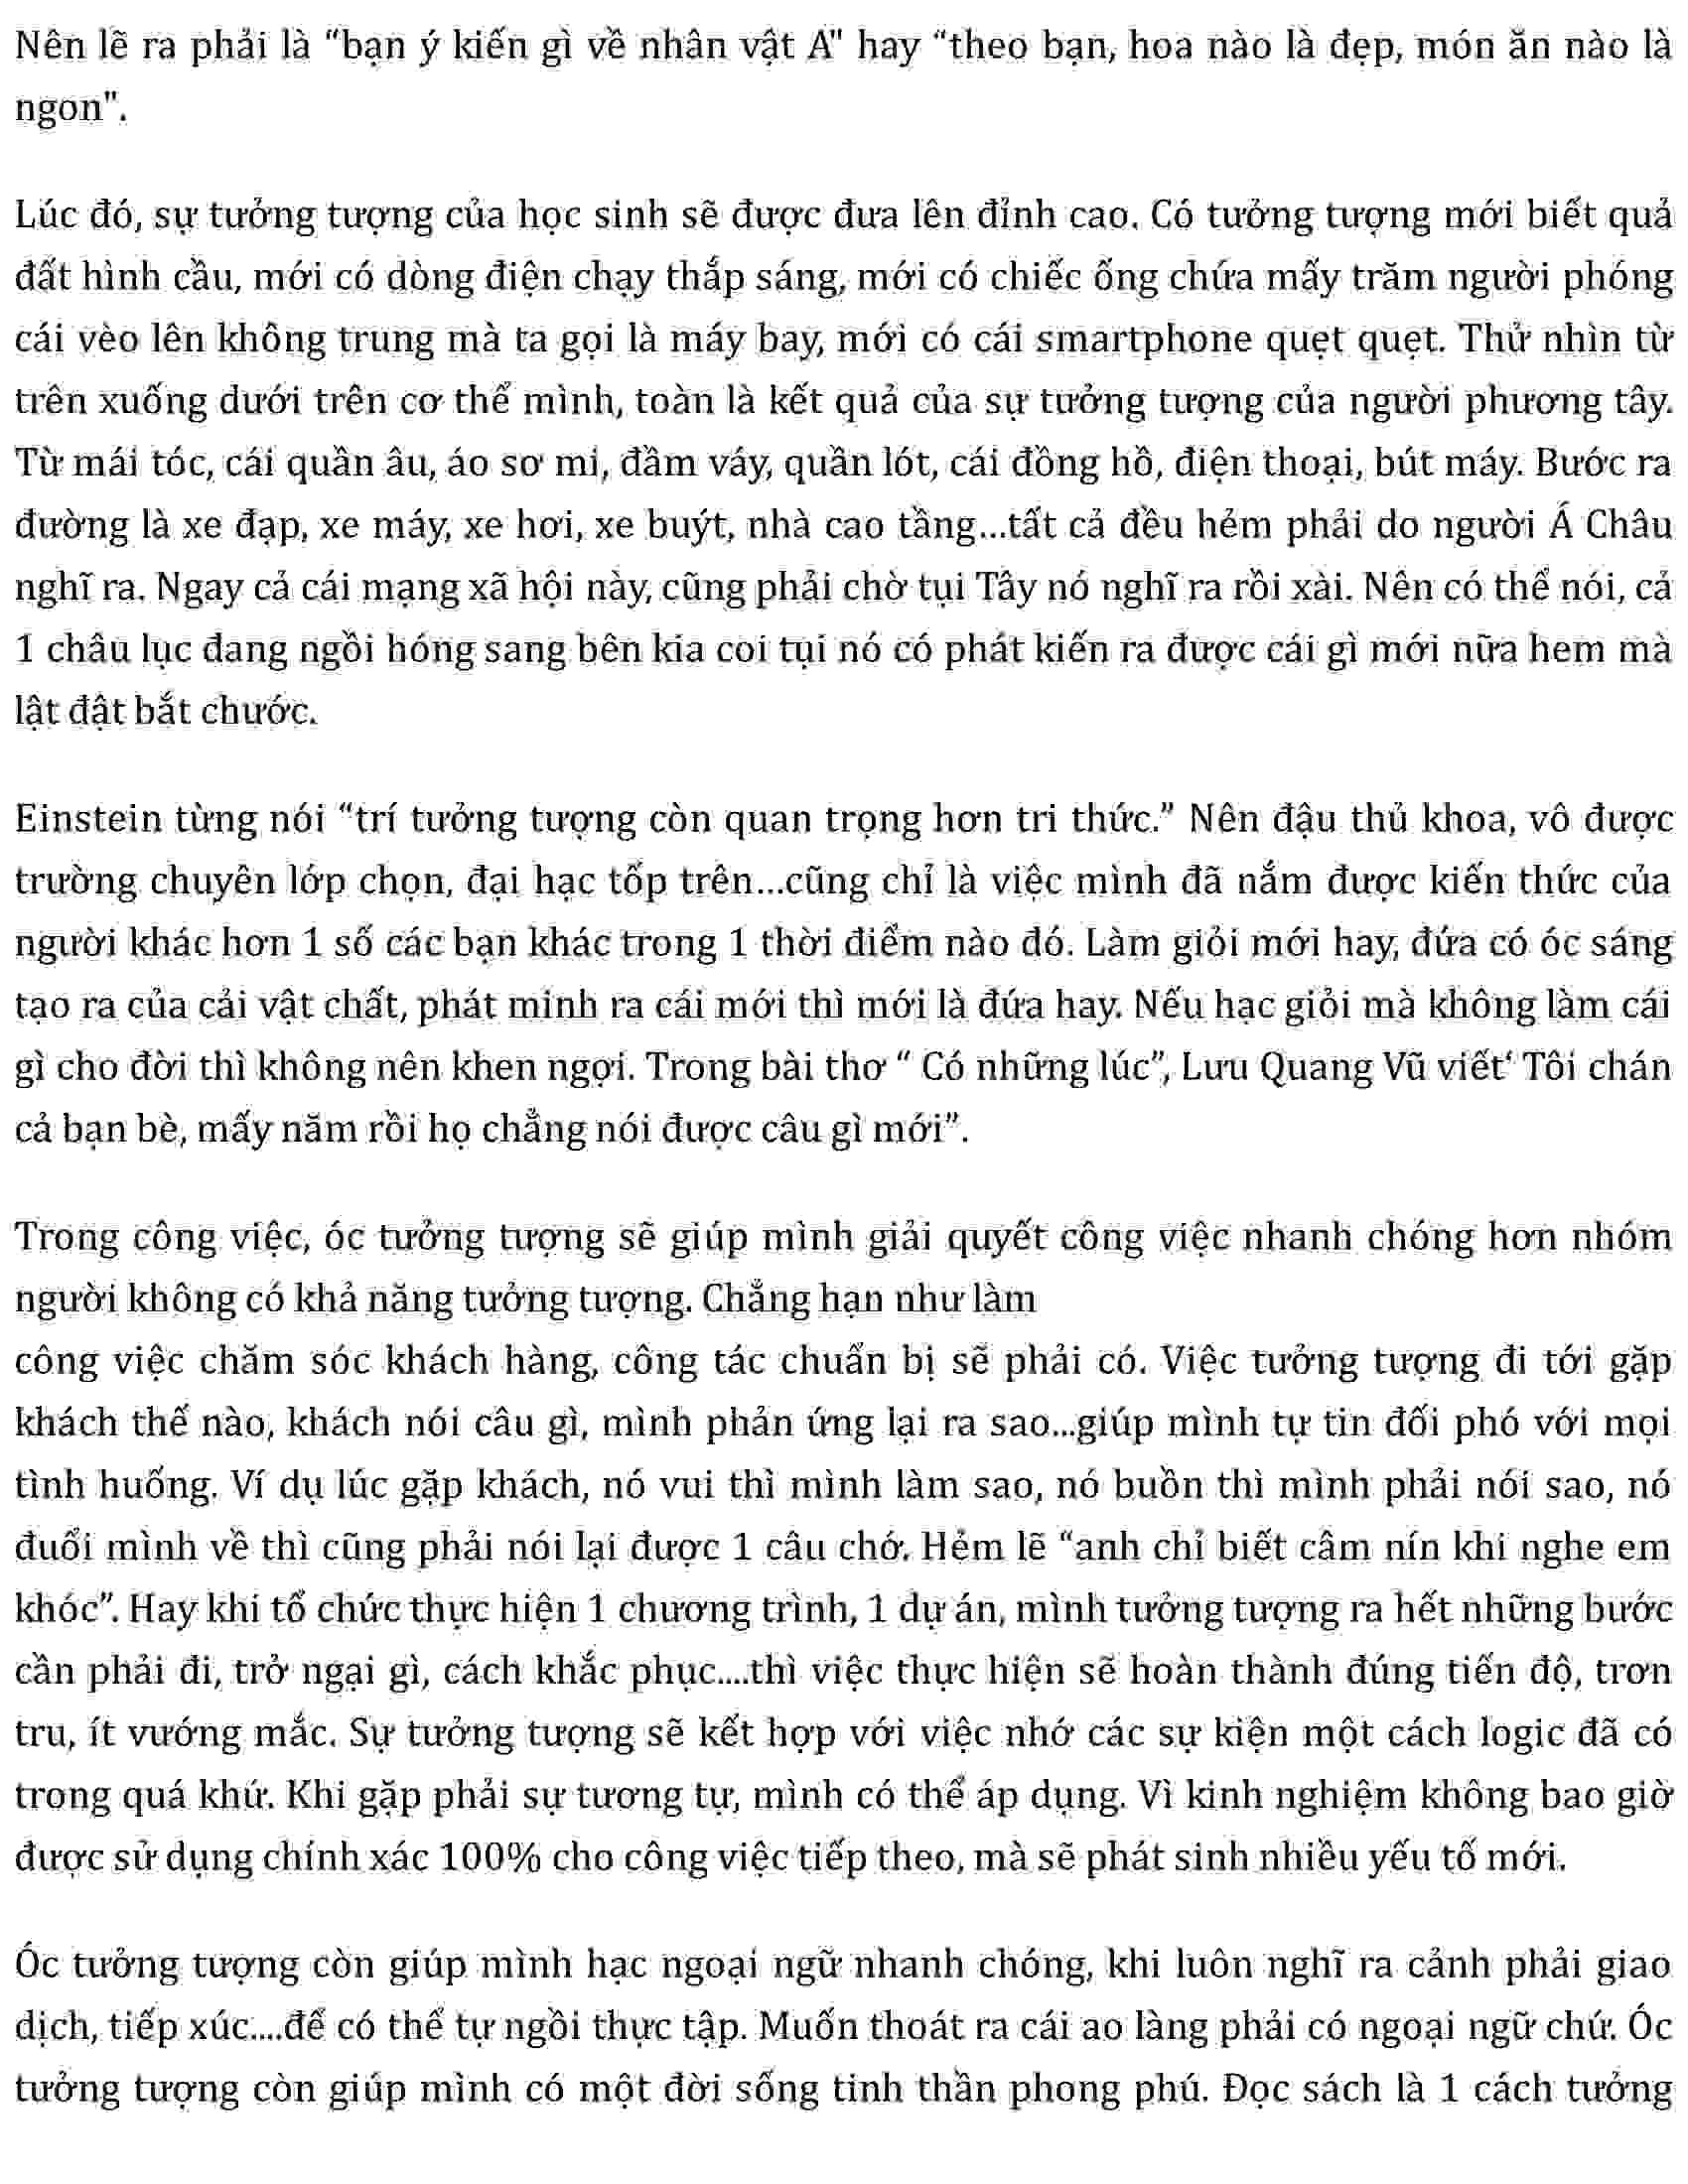 Nên lẽ ra phải là “bạn ý kiến gì về nhân vật A" hay “theo bạn, hoa nào là đẹp, món ăn nào là
ngon".
Lúc đó, sự tưởng tượng của học sinh sẽ được đưa lên đỉnh cao. Có tưởng tượng mới biết quả
đất hình cầu, mới có dòng điện chạy thắp sáng, mới có chiếc ống chứa mấy trăm người phóng
cái vèo lên không trung mà ta gọi là máy bay, mới có cái smartphone quẹt quẹt. Thử nhìn từ
trên xuống dưới trên cơ thể mình, toàn là kết quả của sự tưởng tượng của người phương tây.
Từ mái tóc, cái quần âu, áo sơ mi, đầm váy, quần lót, cái đồng hồ, điện thoại, bút máy. Bước ra
đường là xe đạp, xe máy, xe hơi, xe buýt, nhà cao tầng...tất cả đều hẻm phải do người Á Châu
nghĩ ra. Ngay cả cái mạng xã hội này, cũng phải chờ tụi Tây nó nghĩ ra rồi xài. Nên có thể nói, cả
1 châu lục đang ngồi hóng sang bên kia coi tụi nó có phát kiến ra được cái gì mới nữa hem mà
lật đật bắt chước.
Einstein từng nói “trí tưởng tượng còn quan trọng hơn tri thức.” Nên đậu thủ khoa, vô được
trường chuyên lớp chọn, đại hạc tốp trên...cũng chỉ là việc mình đã nắm được kiến thức của
người khác hơn 1 số các bạn khác trong 1 thời điểm nào đó. Làm giỏi mới hay, đứa có óc sáng
tạo ra của cải vật chất, phát minh ra cái mới thì mới là đứa hay. Nếu hạc giỏi mà không làm cái
gì cho đời thì không nên khen ngợi. Trong bài thơ “ Có những lúc”, Lưu Quang Vũ viết‘ Tôi chán
cả bạn bè, mấy năm rồi họ chẳng nói được câu gì mới”.
Trong công việc, óc tưởng tượng sẽ giúp mình giải quyết công việc nhanh chóng hơn nhóm
người không có khả năng tưởng tượng. Chẳng hạn như làm
công việc chăm sóc khách hàng, công tác chuẩn bị sẽ phải có. Việc tưởng tượng đi tới gặp
khách thế nào, khách nói câu gì, mình phản ứng lại ra sao...giúp mình tự tin đối phó với mọi
tình huống. Ví dụ lúc gặp khách, nó vui thì mình làm sao, nó buồn thì mình phải nói sao, nó
đuổi mình về thì cũng phải nói lại được 1 câu chớ. Hẻm lẽ “anh chỉ biết câm nín khi nghe em
khóc”. Hay khi tổ chức thực hiện 1 chương trình, 1 dự án, mình tưởng tượng ra hết những bước
cần phải đi, trở ngại gì, cách khắc phục....thì việc thực hiện sẽ hoàn thành đúng tiến độ, trơn
tru, ít vướng mắc. Sự tưởng tượng sẽ kết hợp với việc nhớ các sự kiện một cách logic đã có
trong quá khứ. Khi gặp phải sự tương tự, mình có thể áp dụng. Vì kinh nghiệm không bao giờ
được sử dụng chính xác 100% cho công việc tiếp theo, mà sẽ phát sinh nhiều yếu tố mới.
Óc tưởng tượng còn giúp mình hạc ngoại ngữ nhanh chóng, khi luôn nghĩ ra cảnh phải giao
dịch, tiếp xúc....để có thể tự ngồi thực tập. Muốn thoát ra cái ao làng phải có ngoại ngữ chứ. Óc
tưởng tượng còn giúp mình có một đời sống tinh thần phong phú. Đọc sách là 1 cách tưởng